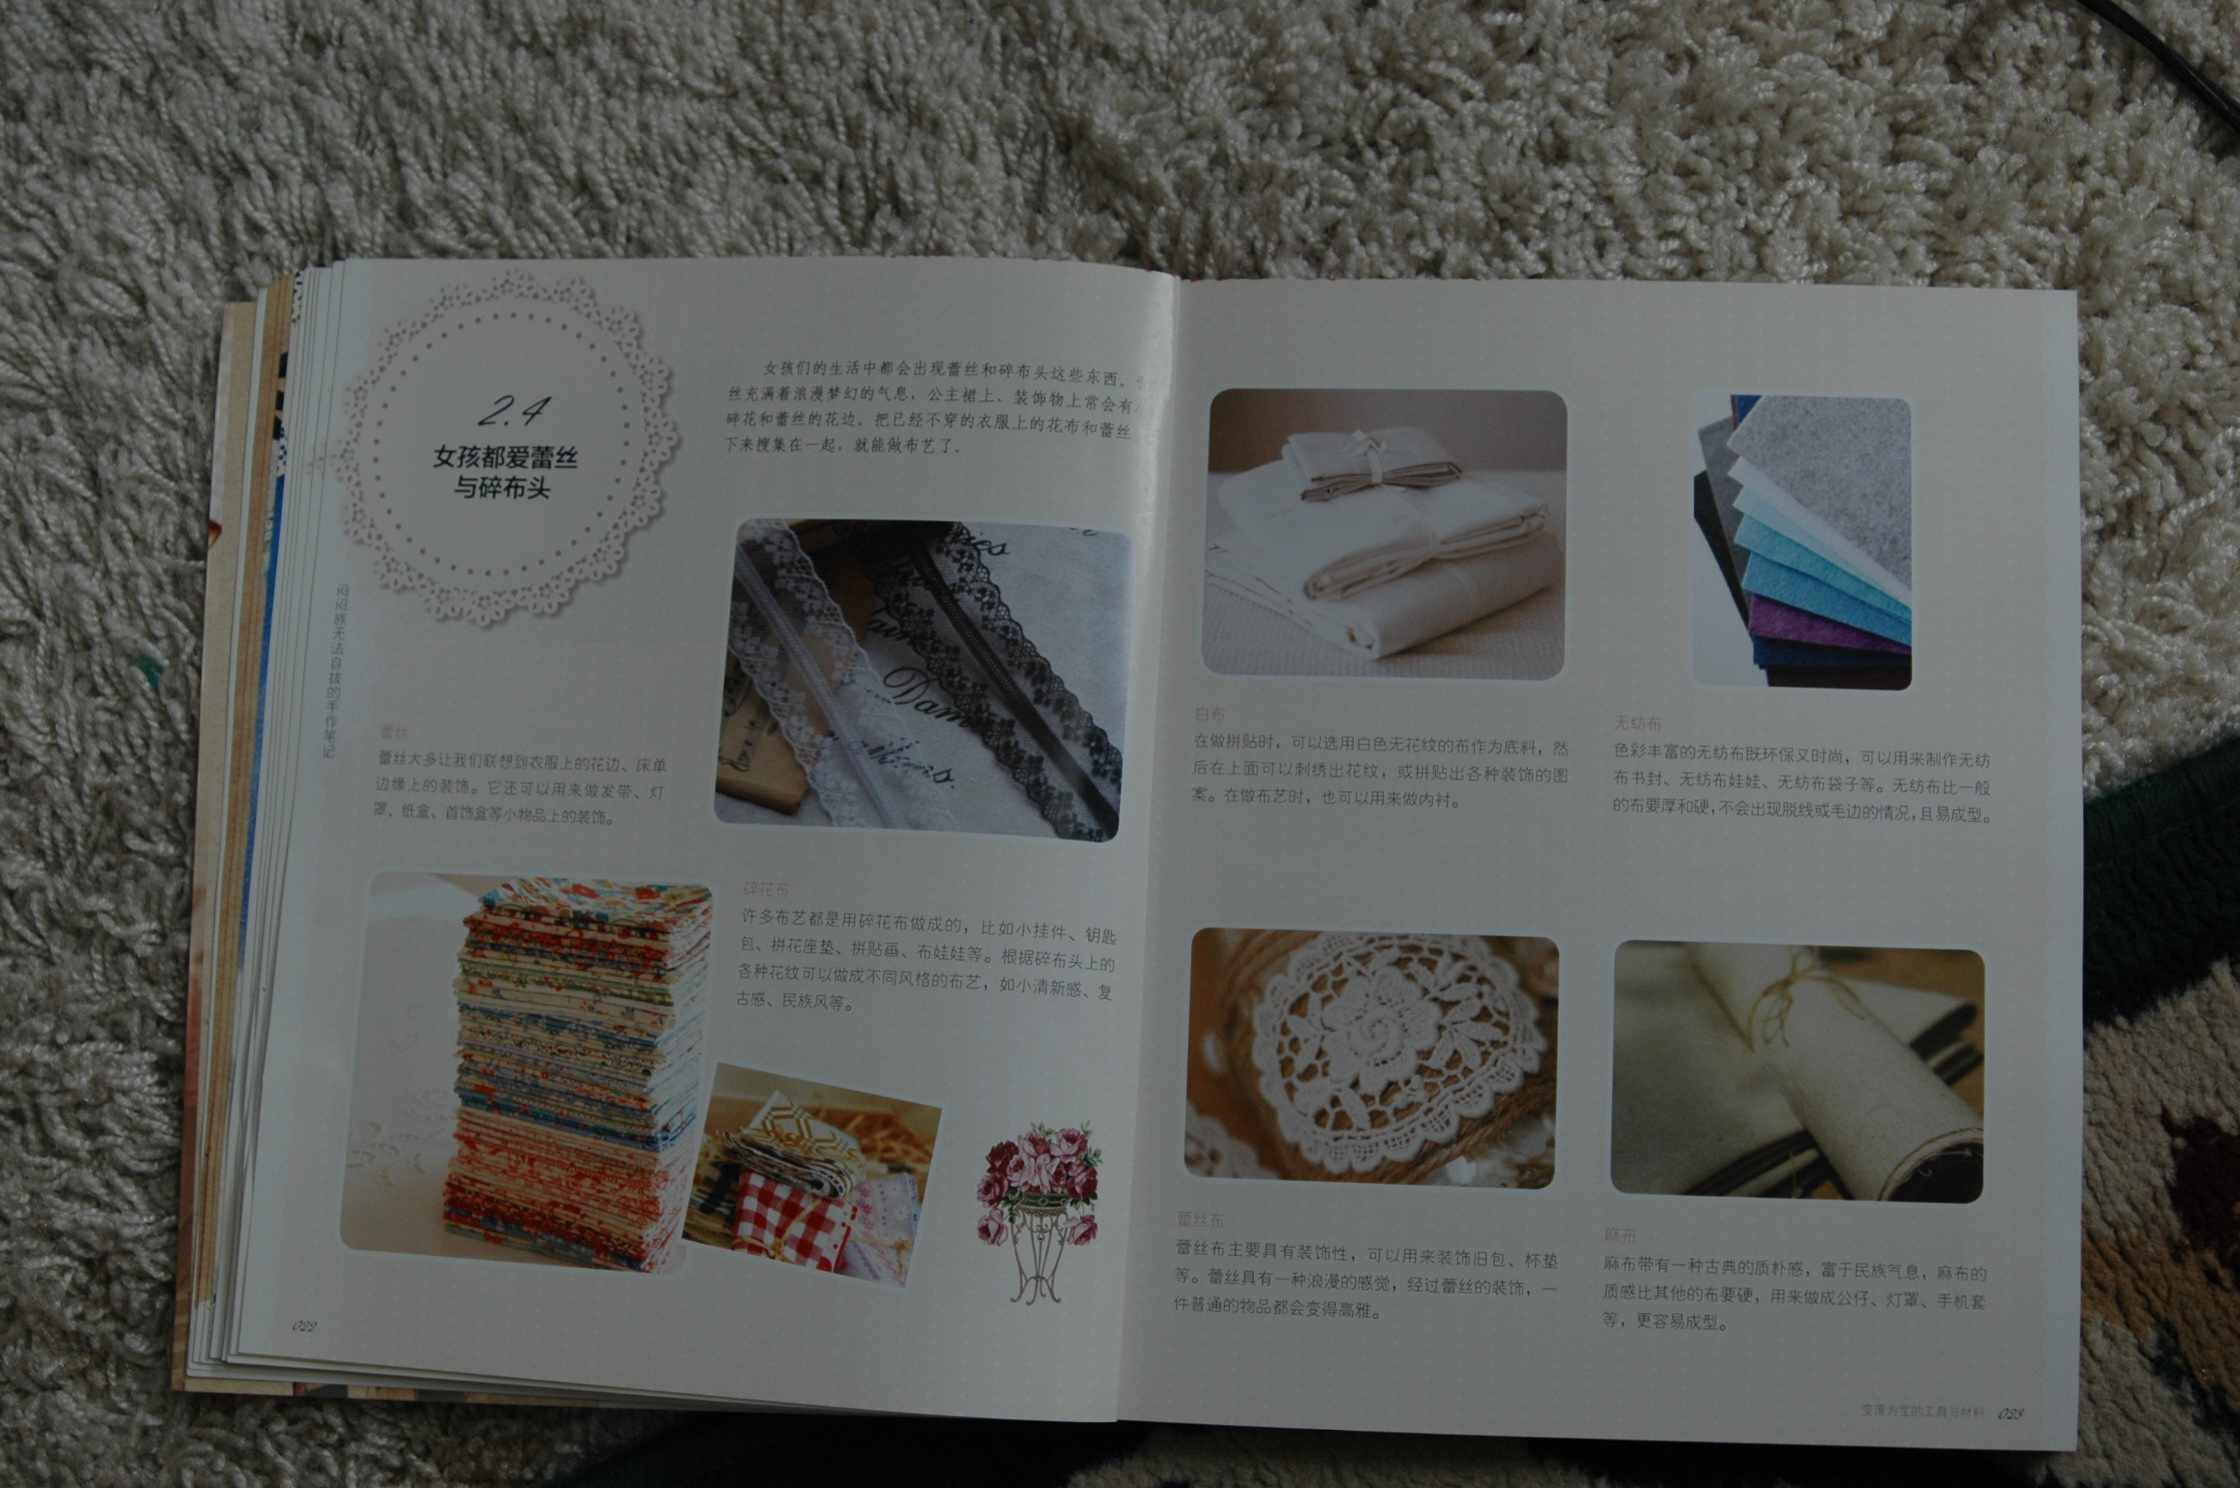 2.4
女孩都爱蕾丝
与碎布头
女孩们的生活中都会出现蕾丝和碎布头这些东西。
丝充满着浪漫梦幻的气息、公主裙上、装饰物上常会有
碎花和蕾丝的花边。把已经不穿的衣服上的花布和蕾丝
下来搜集在一起，就能做布艺了。
蕾丝
蕾丝大多让我们联想到衣服上的花边、床单
边缘上的装饰。它还可以用来做发带、灯
罩、纸盒、首饰盒等小物品上的装饰。
Dam
碎花布
许多布艺都是用碎花布做成的，比如小挂件、钥匙
包、拼花座垫、拼贴画、布娃娃等。根据碎布头上的
各种花纹可以做成不同风格的布艺，如小清新感、复
古感、民族风等。
闷闷族无法自拔的手作笔记
022
白布
在做拼贴时，可以选用白色无花纹的布作为底料，然
后在上面可以刺绣出花纹，或拼贴出各种装饰的图
案。在做布艺时，也可以用来做内衬。
无纺布
色彩丰富的无纺布既环保又时尚，可以用来制作无纺
布书封、无纺布娃娃、无纺布袋子等。无纺布比一般
的布要厚和硬，不会出现脱线或毛边的情况，且易成型。
蕾丝布
蕾丝布主要具有装饰性，可以用来装饰旧包、杯垫
等。蕾丝具有一种浪漫的感觉，经过蕾丝的装饰，一
件普通的物品都会变得高雅。
麻布
麻布带有一种古典的质朴感，富于民族气息，麻布的
质感比其他的布要硬，用来做成公仔、灯罩、手机套
等，更容易成型。
变废为宝的工具与材料
023